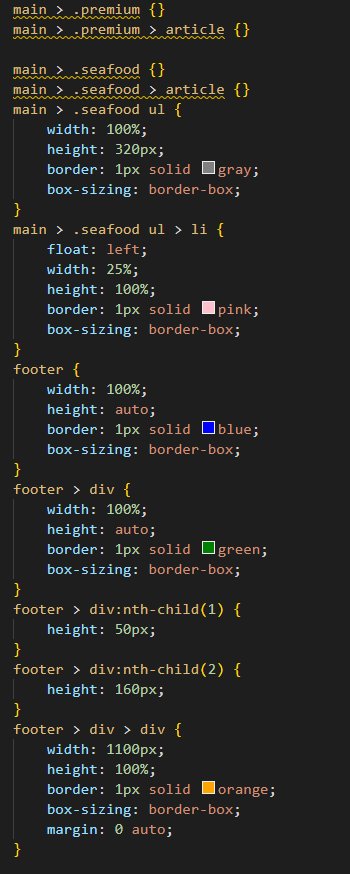 main > .premium {}
main > .premium > article {}

main > .seafood {}
main > .seafood > article {}
main > .seafood ul {
    width: 100%;
    height: 320px;
    border: 1px solid gray;
    box-sizing: border-box;
}
main > .seafood ul > li {
    float: left;
    width: 25%;
    height: 100%;
    border: 1px solid pink;
    box-sizing: border-box;
}
footer {
    width: 100%;
    height: auto;
    border: 1px solid blue;
    box-sizing: border-box;
}
footer > div {
    width: 100%;
    height: auto;
    border: 1px solid green;
    box-sizing: border-box;
}
footer > div:nth-child(1) {
    height: 50px;
}
footer > div:nth-child(2) {
    height: 160px;
}
footer > div > div {
    width: 1100px;
    height: 100%;
    border: 1px solid orange;
    box-sizing: border-box;
    margin: 0 auto;
}